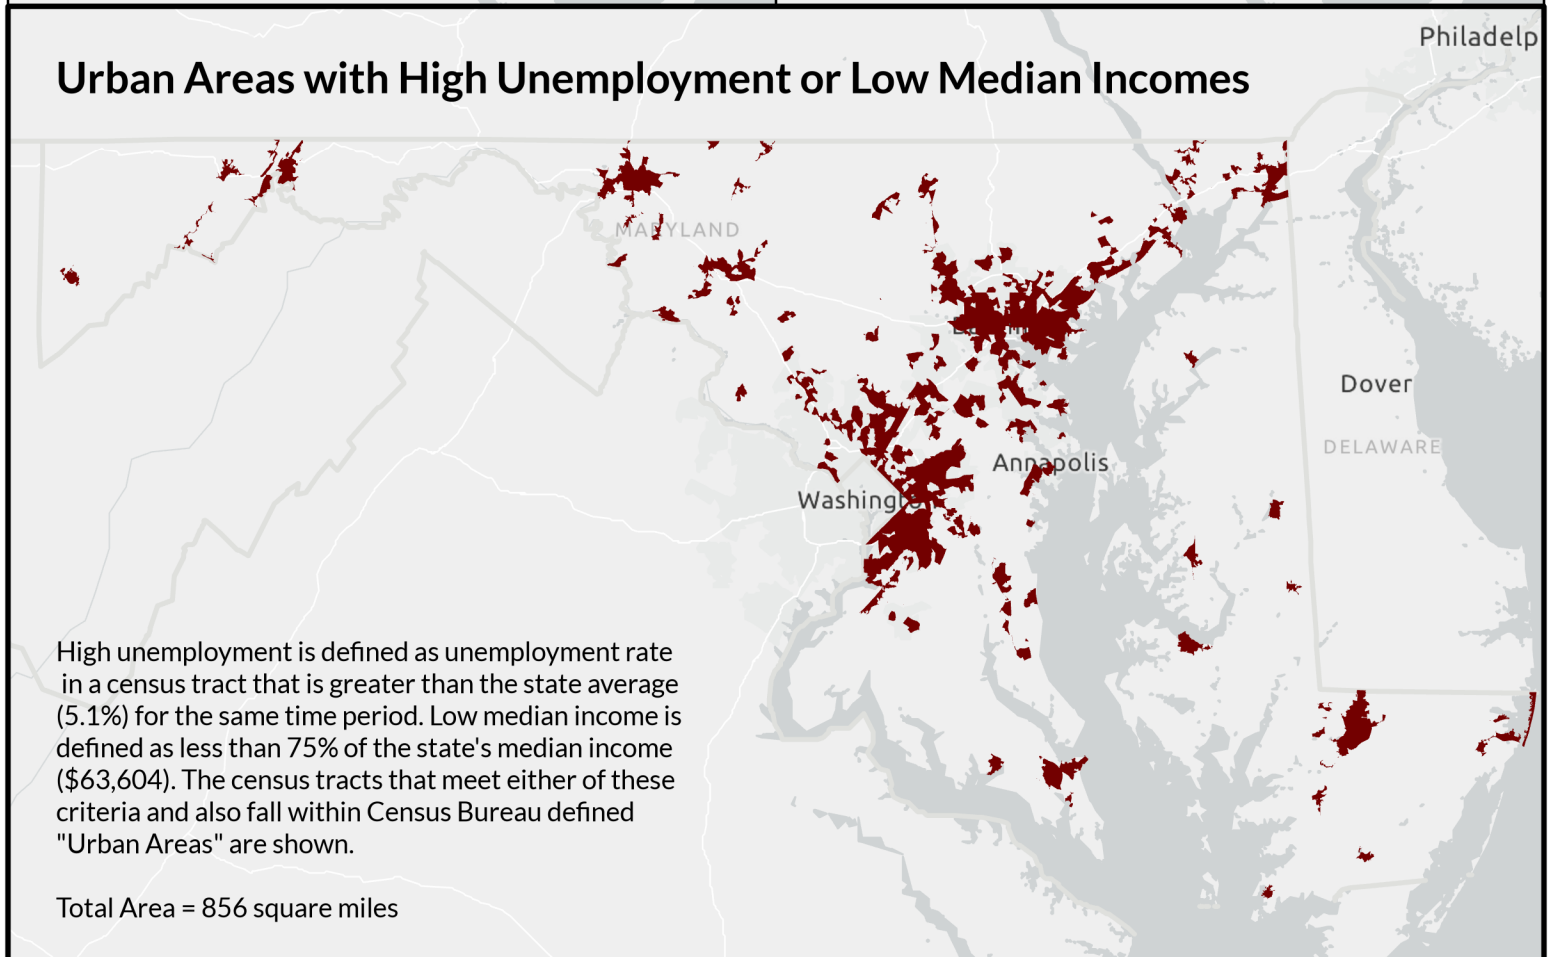 Philadelp
Urban Areas with High Unemployment or Low Median Incomes
MARYLAND
Dover
DELAWARE
Annapolis
Washingto
High unemployment is defined as unemployment rate
in a census tract that is greater than the state average
(5.1%) for the same time period. Low median income is
defined as less than 75% of the state's median income
($63,604). The census tracts that meet either of these
criteria and also fall within Census Bureau defined
"Urban Areas" are shown.
Total Area = 856 square miles